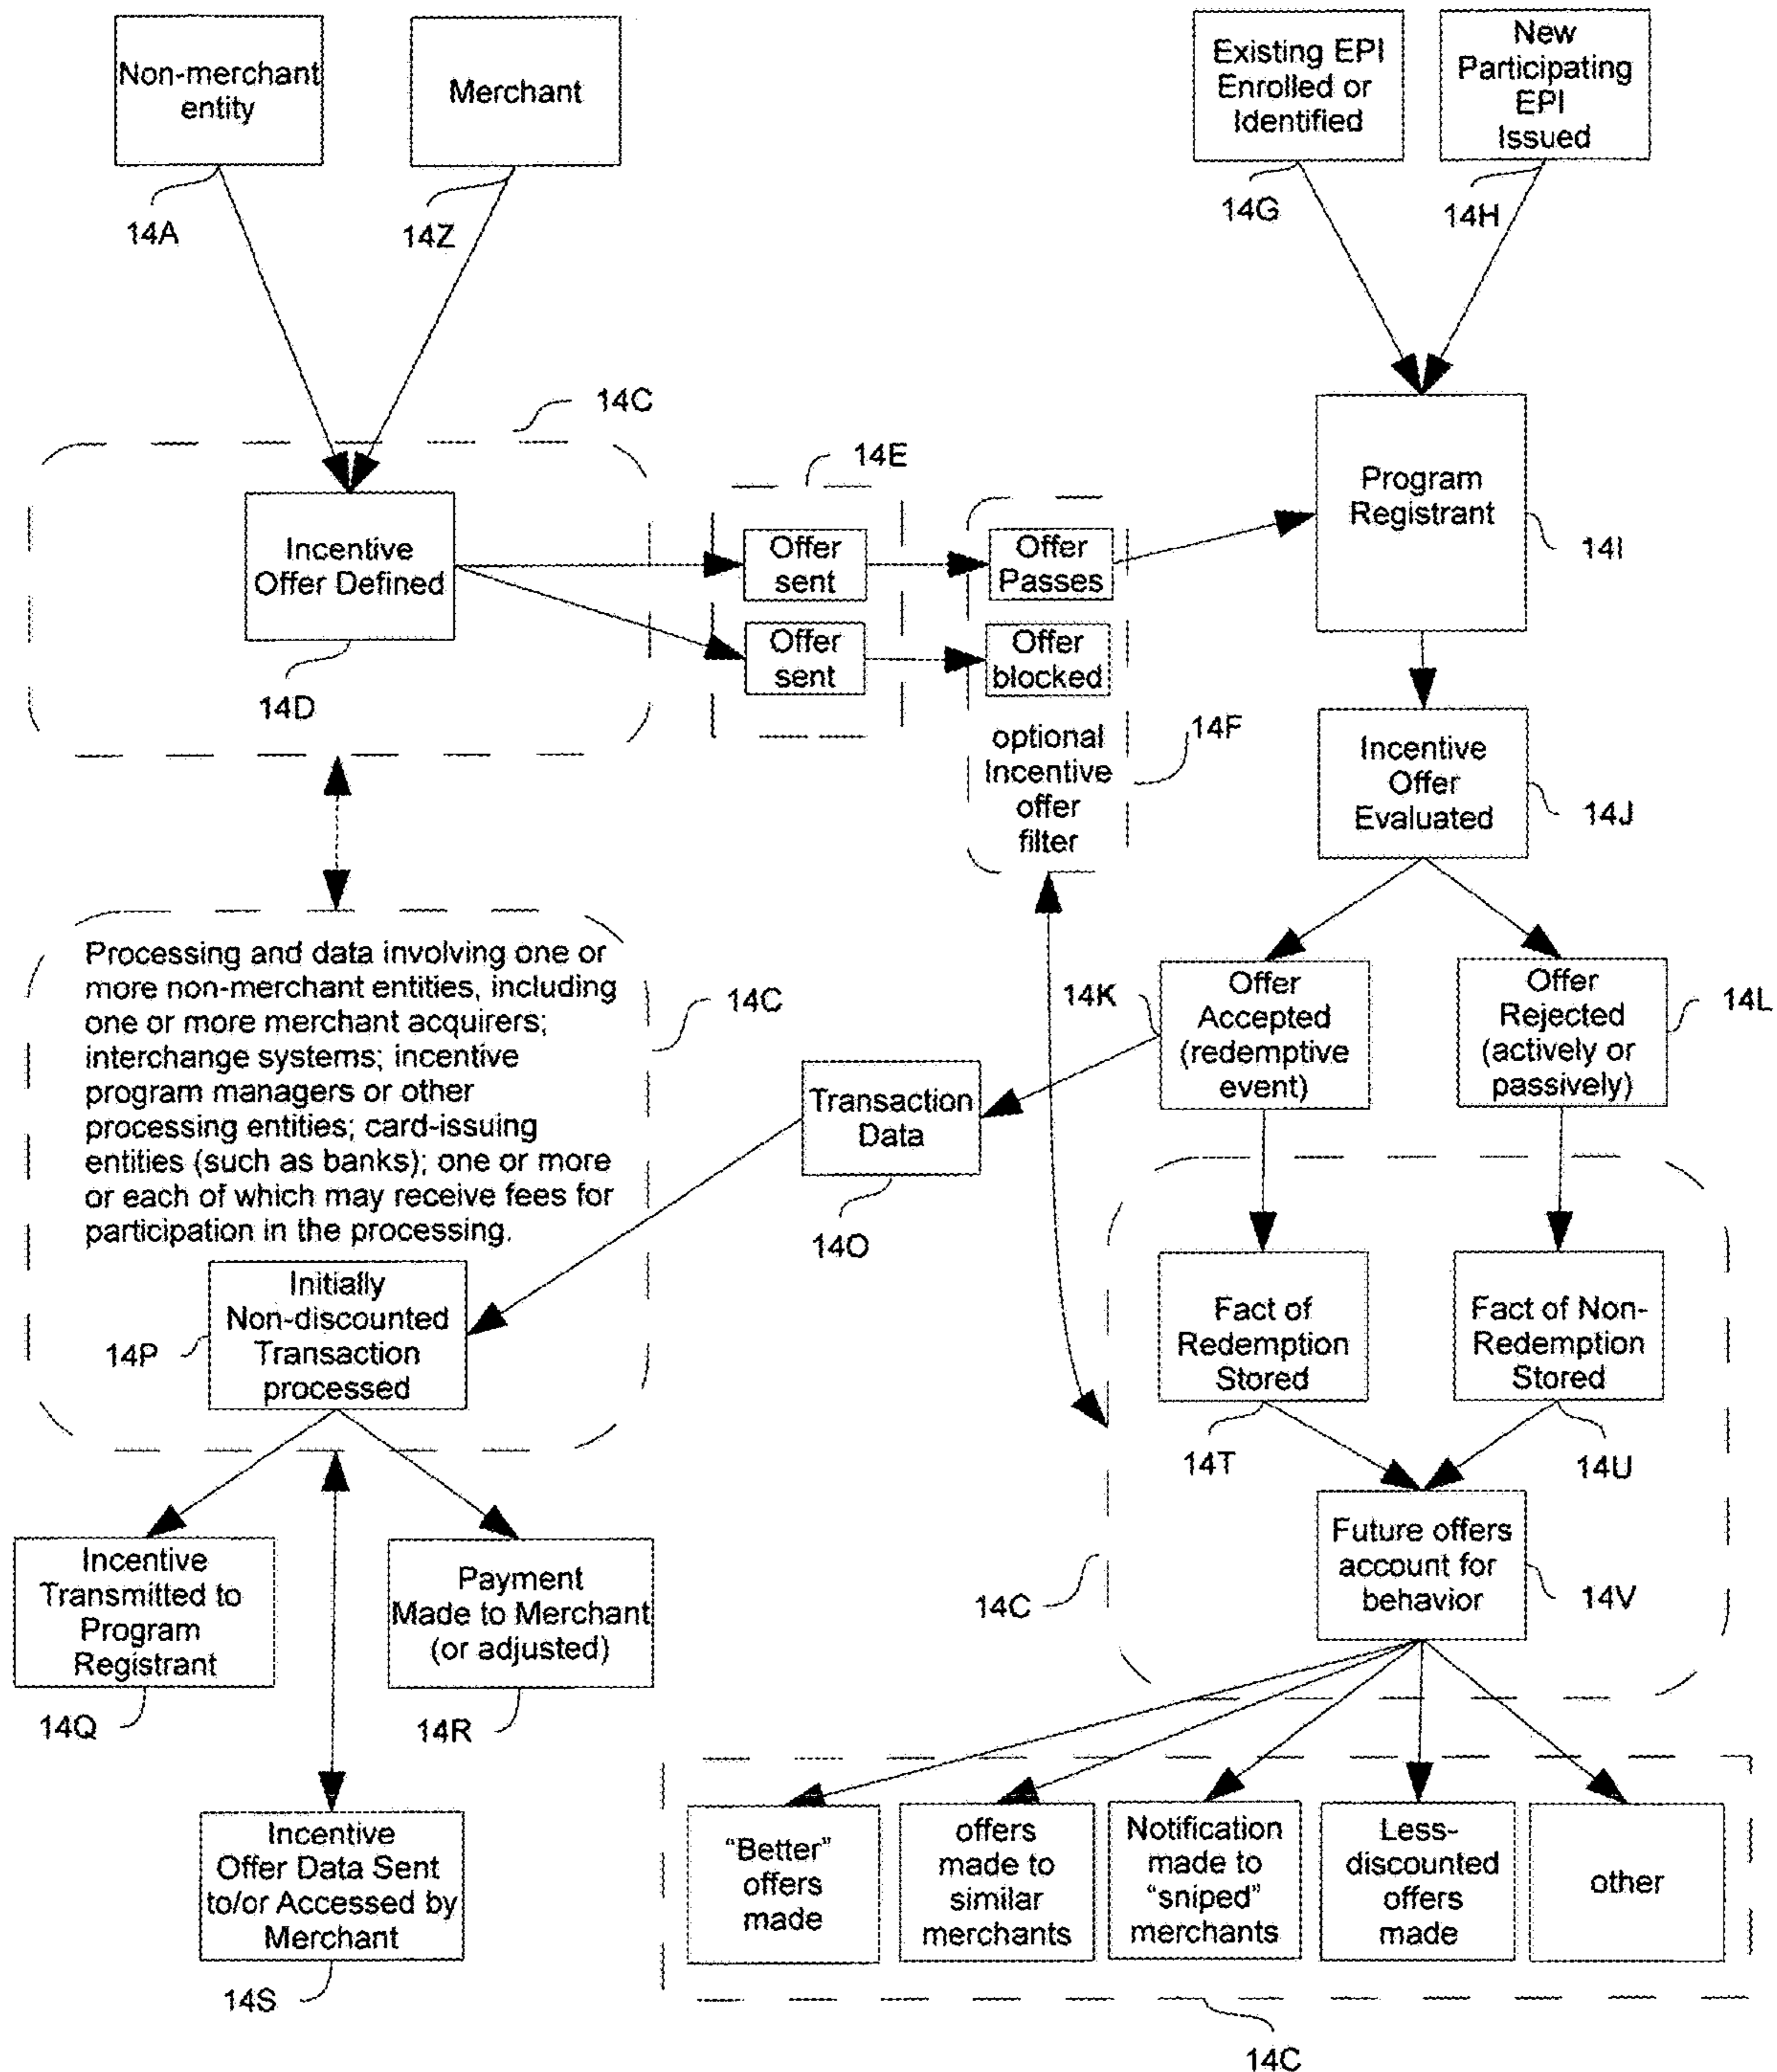 Non-merchant
entity
Merchant
Existing EPI
Enrolled or
Identified
New
Participating
EPI
Issued
14A
14Z
14G
14H
14C
14E
Incentive
Offer Defined
14D
Offer
sent
Offer
sent
Offer
Passes
Offer
blocked
optional
Incentive
offer
filter
14F
Program
Registrant
14I
Incentive
Offer
Evaluated
14J
Processing and data involving one or
more non-merchant entities, including
one or more merchant acquirers;
interchange systems; incentive
program managers or other
processing entities; card-issuing
entities (such as banks); one or more
or each of which may receive fees for
participation in the processing.
14C
14K
Offer
Accepted
(redemptive
event)
Offer
Rejected
(actively or
passively)
14L
Transaction
Data
14O
Initially
Non-discounted
Transaction
processed
14P
Fact of
Redemption
Stored
Fact of Non-
Redemption
Stored
14T
14U
Future offers
account for
behavior
14V
14C
Incentive
Transmitted to
Program
Registrant
14Q
Payment
Made to Merchant
(or adjusted)
14R
Incentive
Offer Data Sent
to/or Accessed by
Merchant
14S
“Better”
offers
made
offers
made to
similar
merchants
Notification
made to
“sniped”
merchants
Less-
discounted
offers
made
other
14C